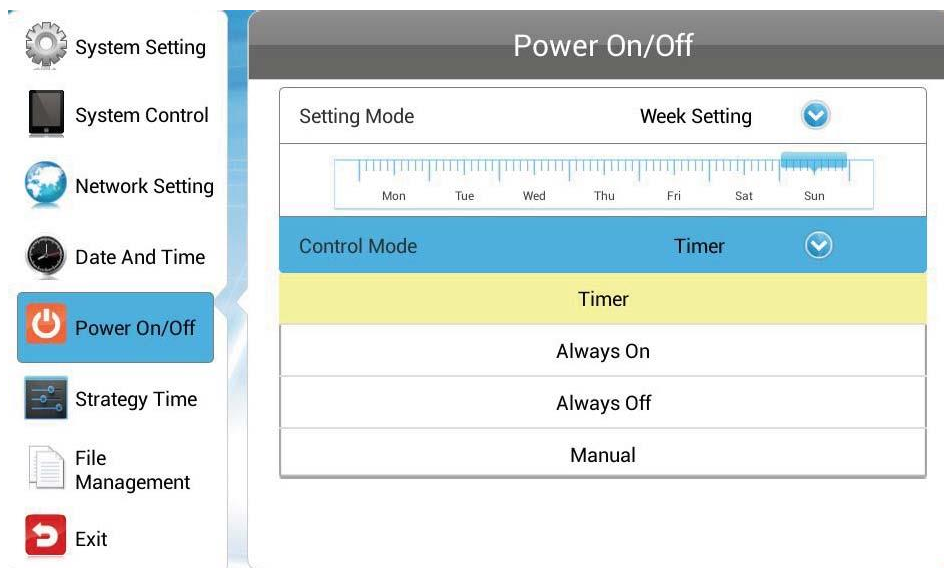 System Setting
System Control
Network Setting
Date And Time
Power On/Off
Strategy Time
File
Management
Exit
Power On/Off
Setting Mode Week Setting
Mon Tue Wed Thu Fri Sat Sun
Control Mode Timer
Timer
Always On
Always Off
Manual